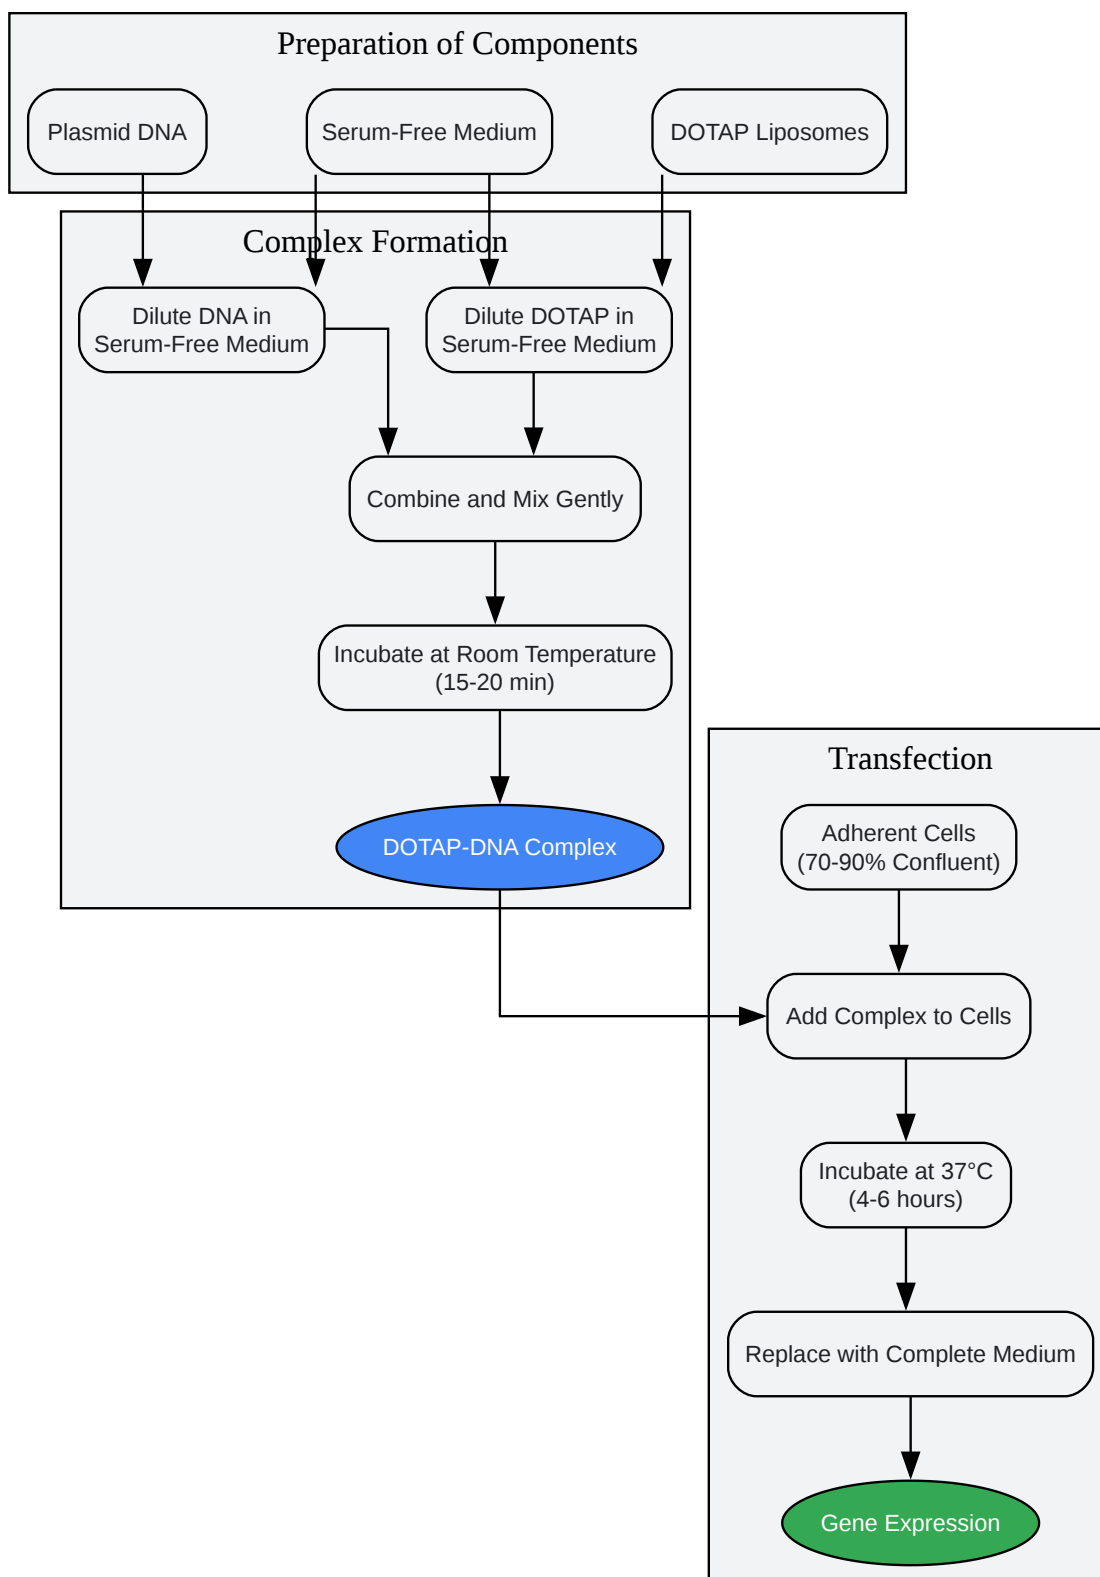 Preparation of Components
Plasmid DNA
Serum-Free Medium
DOTAP Liposomes
Complex Formation
Dilute DNA in
Serum-Free Medium
Dilute DOTAP in
Serum-Free Medium
Combine and Mix Gently
Incubate at Room Temperature
(15-20 min)
DOTAP-DNA Complex
Transfection
Adherent Cells
(70-90% Confluent)
Add Complex to Cells
Incubate at 37°C
(4-6 hours)
Replace with Complete Medium
Gene Expression